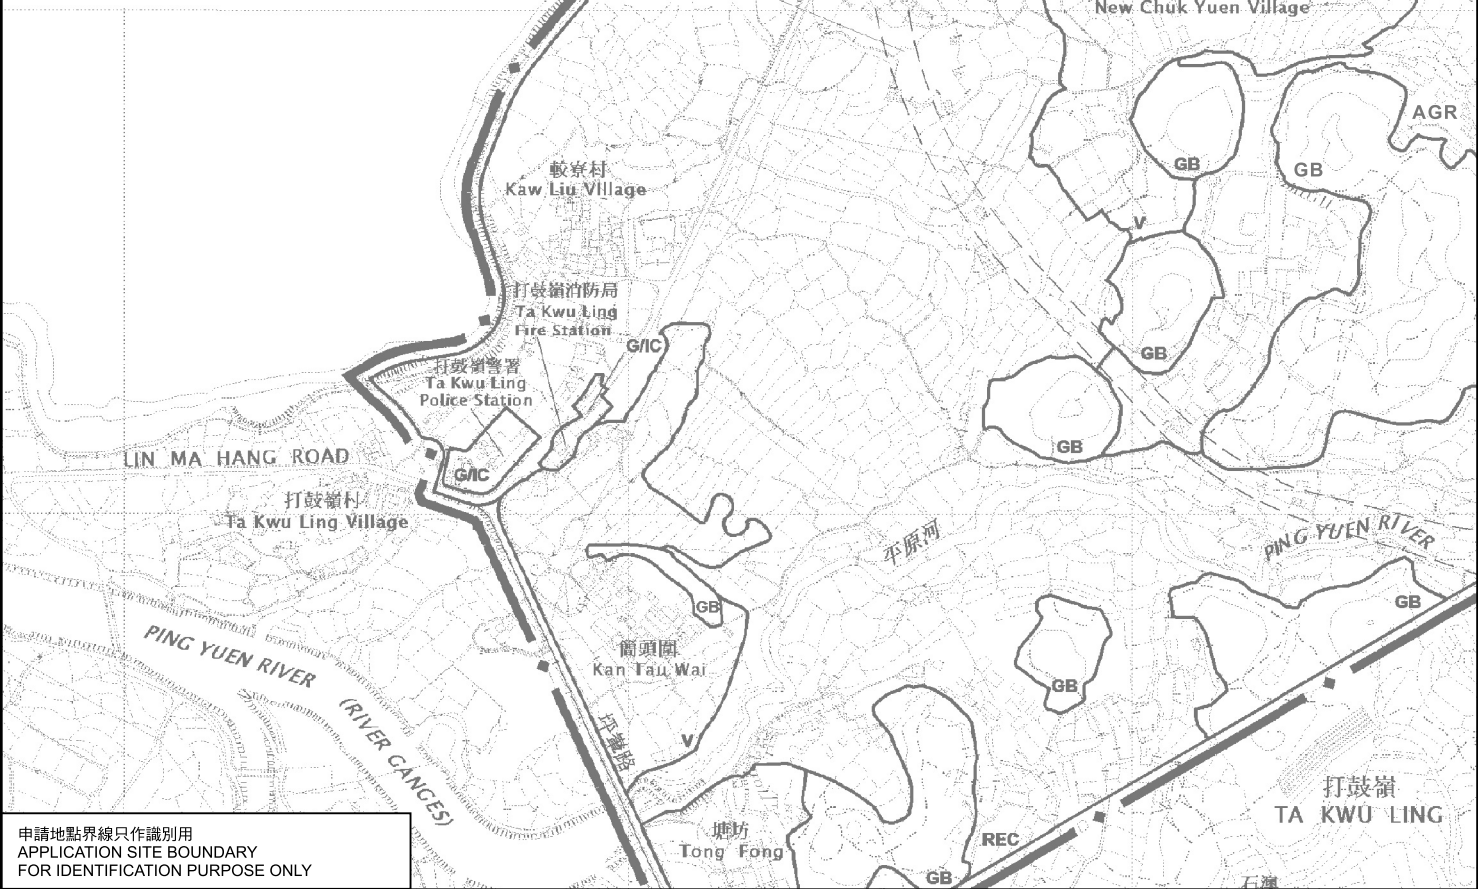 New Chuk Yuen Village
AGR
GB
GB
較寮村
Kaw Liu Village
V
打鼓嶺消防局
Ta Kwu Ling
Fire Station
G/IC
GB
打鼓嶺警署
Ta Kwu Ling
Police Station
GB
LIN MA HANG ROAD
G/IC
打鼓嶺村
Ta Kwu Ling Village
平原河
PING YUEN RIVER
GB
GB
PING YUEN RIVER
(RIVER GANGES)
Kan Tau Wai
GB
V
坪輋路
打鼓嶺
TA KWU LING
塘坊
Tong Fong
REC
GB
申請地點界線只作識別用
APPLICATION SITE BOUNDARY
FOR IDENTIFICATION PURPOSE ONLY